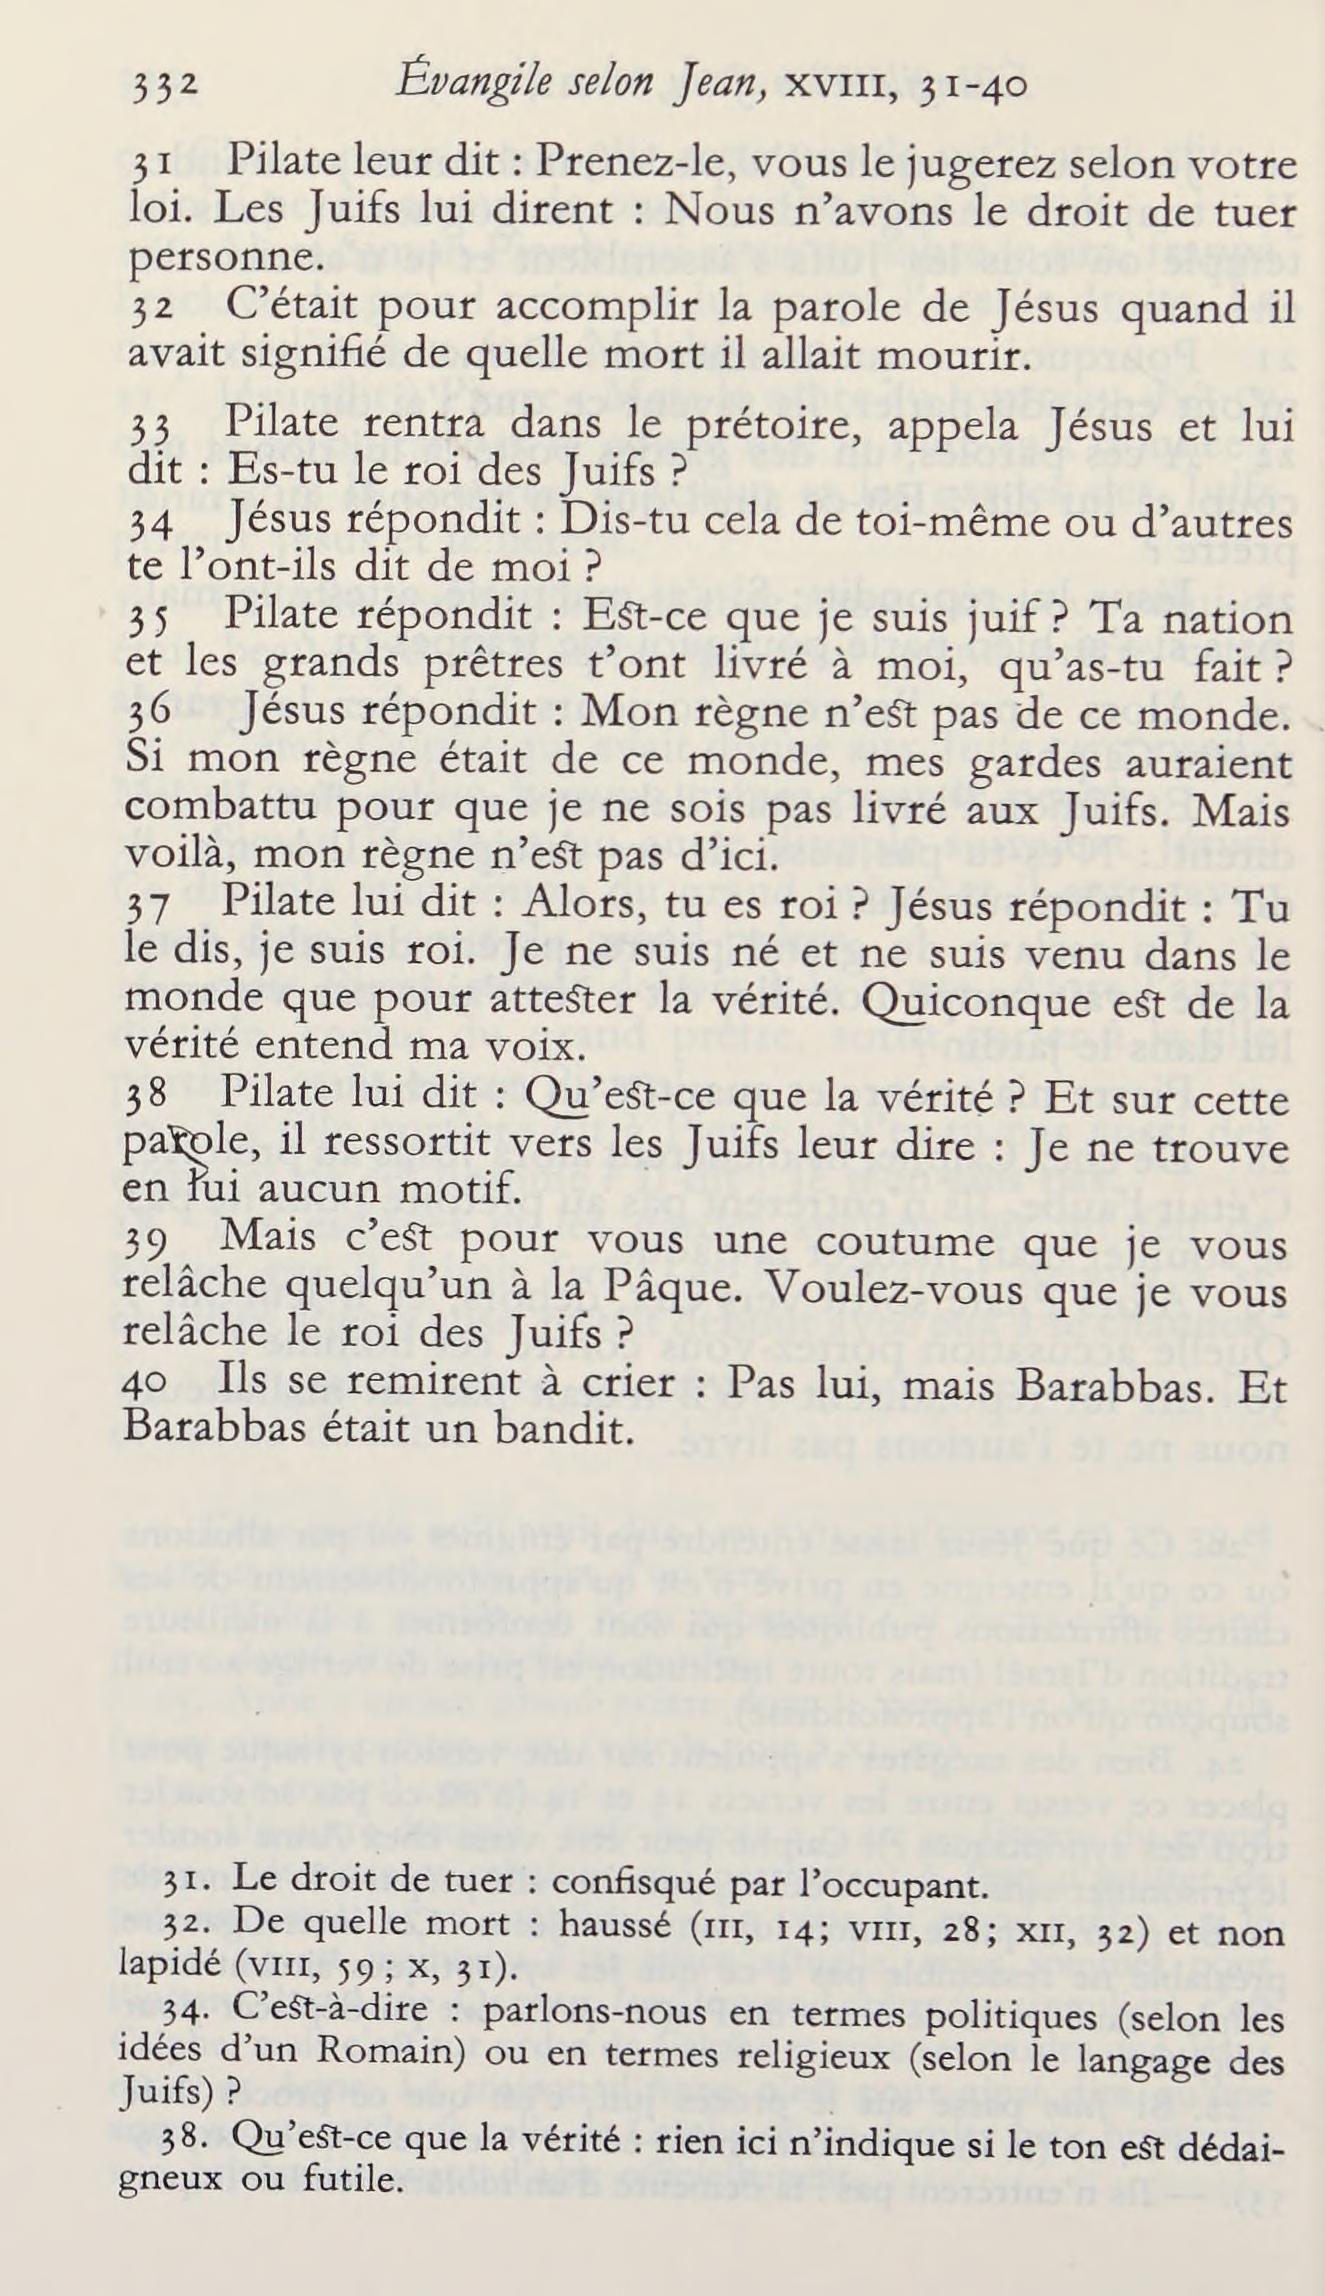 332 Évangile selon Jean, XVIII, 31-40
31 Pilate leur dit : Prenez-le, vous le jugerez selon votre
loi. Les Juifs lui dirent : Nous n'avons le droit de tuer
personne.
32 C'était pour accomplir la parole de Jésus quand il
avait signifié de quelle mort il allait mourir.
33 Pilate rentra dans le prétoire, appela Jésus et lui
dit : Es-tu le roi des Juifs ?
34 Jésus répondit : Dis-tu cela de toi-même ou d'autres
te l'ont-ils dit de moi ?
35 Pilate répondit : Est-ce que je suis juif ? Ta nation
et les grands prêtres t'ont livré à moi, qu'as-tu fait ?
36 Jésus répondit : Mon règne n'est pas de ce monde.
Si mon règne était de ce monde, mes gardes auraient
combattu pour que je ne sois pas livré aux Juifs. Mais
voilà, mon règne n'est pas d'ici.
37 Pilate lui dit : Alors, tu es roi ? Jésus répondit : Tu
le dis, je suis roi. Je ne suis né et ne suis venu dans le
monde que pour attester la vérité. Quiconque est de la
vérité entend ma voix.
38 Pilate lui dit : Qu'est-ce que la vérité ? Et sur cette
parole, il ressortit vers les Juifs leur dire : Je ne trouve
en lui aucun motif.
39 Mais c'est pour vous une coutume que je vous
relâche quelqu'un à la Pâque. Voulez-vous que je vous
relâche le roi des Juifs ?
40 Ils se remirent à crier : Pas lui, mais Barabbas. Et
Barabbas était un bandit.
31. Le droit de tuer : confisqué par l'occupant.
32. De quelle mort : haussé (III, 14; VIII, 28; XII, 32) et non
lapidé (VIII, 59 ; X, 31).
34. C'est-à-dire : parlons-nous en termes politiques (selon les
idées d'un Romain) ou en termes religieux (selon le langage des
Juifs) ?
38. Qu'est-ce que la vérité : rien ici n'indique si le ton est dédai-
gneux ou futile.